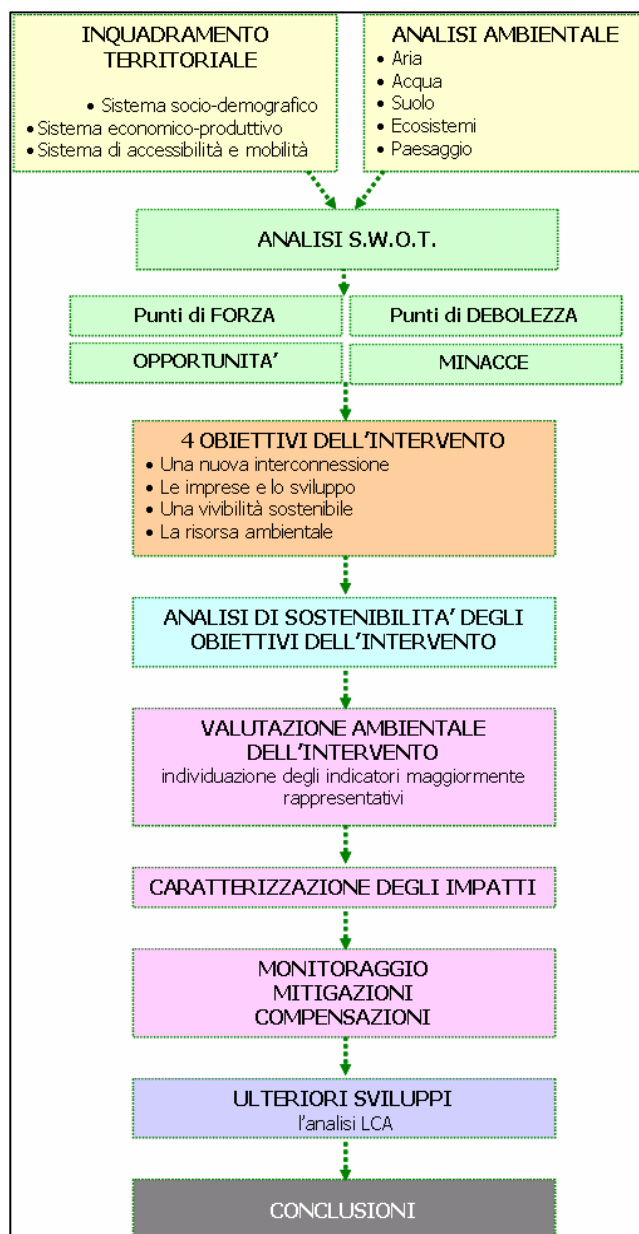 INQUADRAMENTO
TERRITORIALE
• Sistema socio-demografico
• Sistema economico-produttivo
• Sistema di accessibilità e mobilità
ANALISI AMBIENTALE
• Aria
• Acqua
• Suolo
• Ecosistemi
• Paesaggio
ANALISI S.W.O.T.
Punti di FORZA
Punti di DEBOLEZZA
OPPORTUNITA’
MINACCE
4 OBIETTIVI DELL’INTERVENTO
• Una nuova interconnessione
• Le imprese e lo sviluppo
• Una vivibilità sostenibile
• La risorsa ambientale
ANALISI DI SOSTENIBILITA’ DEGLI
OBIETTIVI DELL’INTERVENTO
VALUTAZIONE AMBIENTALE
DELL’INTERVENTO
individuazione degli indicatori maggiormente
rappresentativi
CARATTERIZZAZIONE DEGLI IMPATTI
MONITORAGGIO
MITIGAZIONI
COMPENSAZIONI
ULTERIORI SVILUPPI
l’analisi LCA
CONCLUSIONI